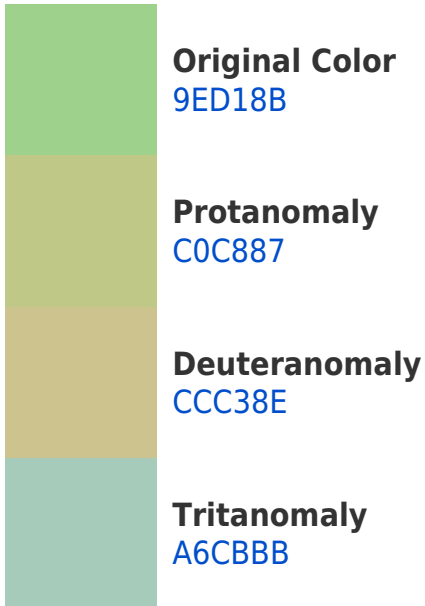 Original Color
9ED18B
Protanomaly
C0C887
Deuteranomaly
CCC38E
Tritanomaly
A6CBBB